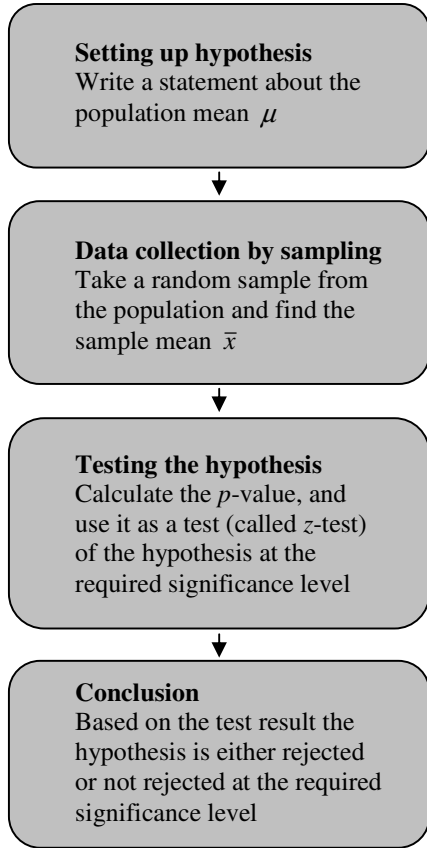 Setting up hypothesis
Write a statement about the
population mean μ
Data collection by sampling
Take a random sample from
the population and find the
sample mean x̄
Testing the hypothesis
Calculate the p-value, and
use it as a test (called z-test)
of the hypothesis at the
required significance level
Conclusion
Based on the test result the
hypothesis is either rejected
or not rejected at the required
significance level